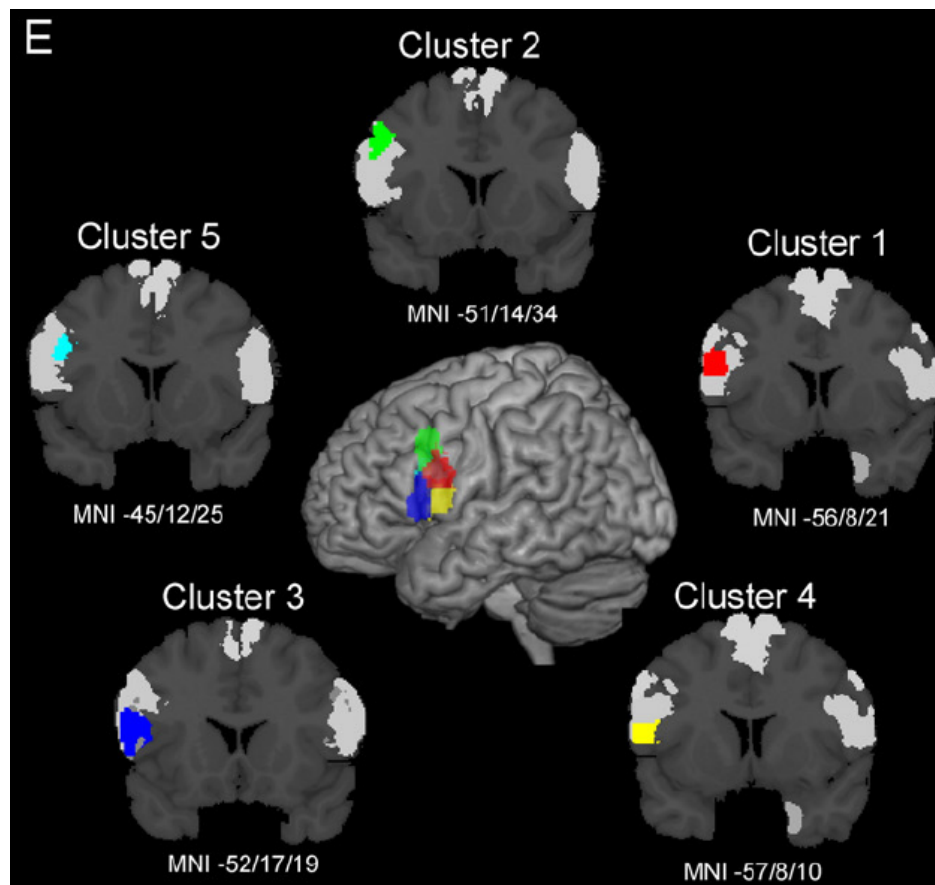 E
Cluster 2
MNI -51/14/34
Cluster 5
MNI -45/12/25
Cluster 1
MNI -56/8/21
Cluster 3
MNI -52/17/19
Cluster 4
MNI -57/8/10